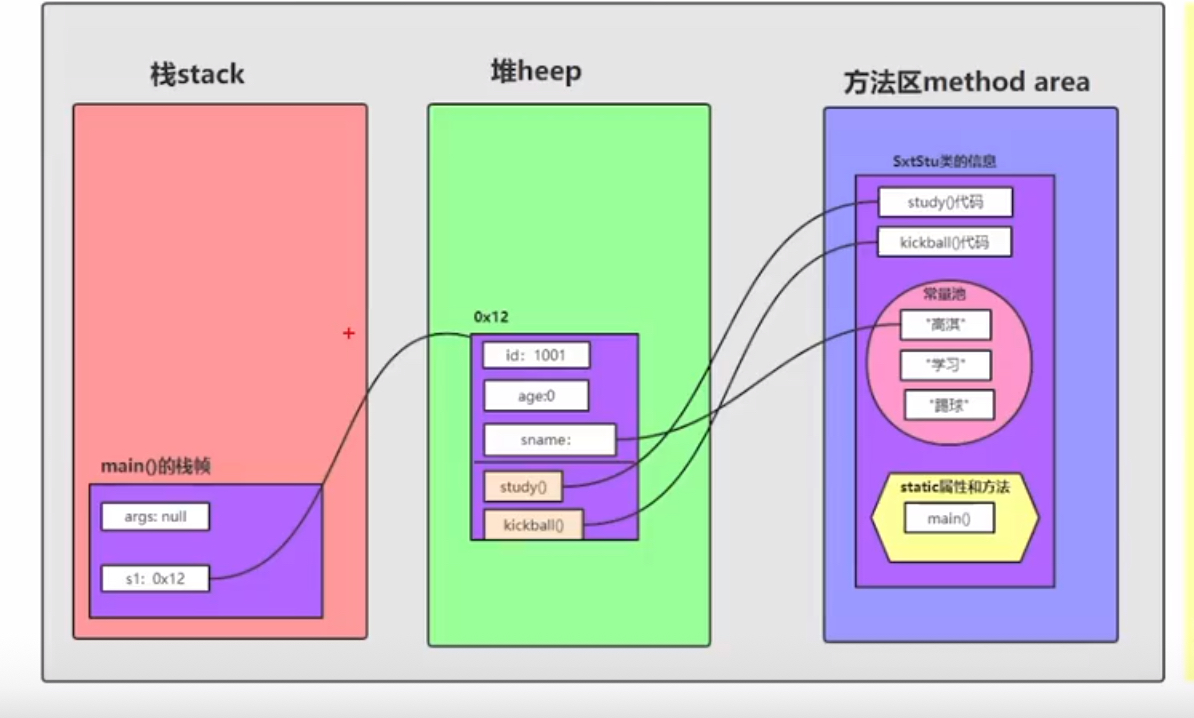 栈stack
堆heep
方法区method area
SxtStu类的信息
study()代码
kickball()代码
常量池
"高淇"
"学习"
"踢球"
static属性和方法
main()
0x12
id: 1001
age:0
sname:
study()
kickball()
main()的栈帧
args: null
s1: 0x12